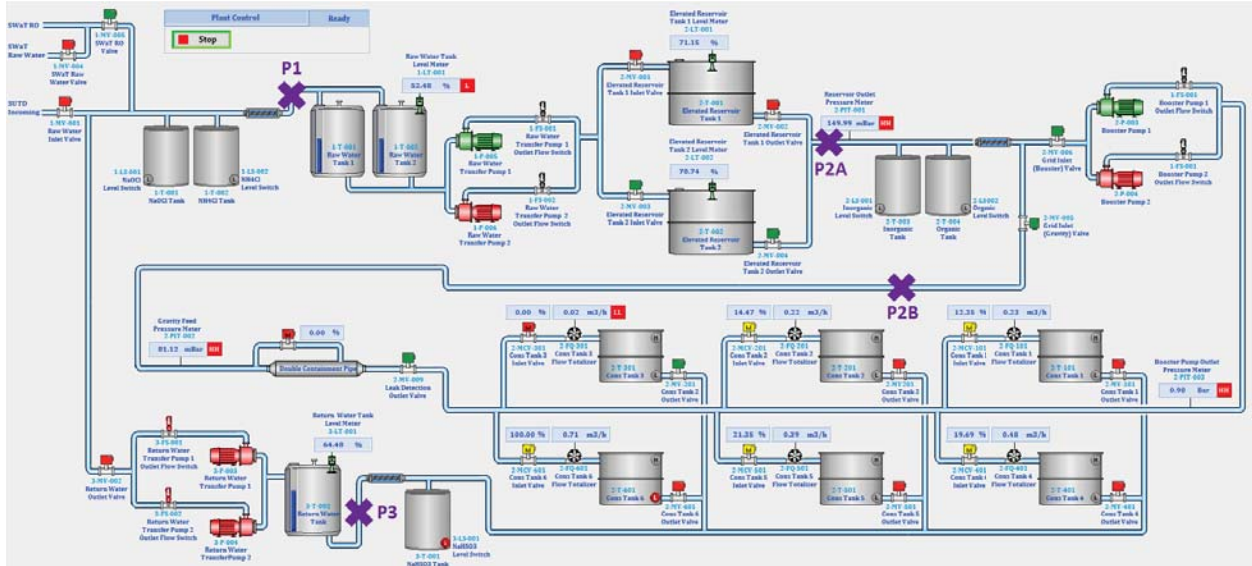 Plant Control
Ready
Stop
SWaT RO
1-MV-005
SWaT RO
Valve
SWaT
Raw Water
1-MV-004
SWaT Raw
Water Valve
SUTD
Incoming
1-MV-001
Raw Water
Inlet Valve
1-LS-001
NaOCl
Level Switch
1-T-001
NaOCl Tank
1-LS-002
NH4Cl
Level Switch
1-T-002
NH4Cl Tank
P1
Raw Water Tank
Level Meter
1-LT-001
52.48 %
L
Raw Water
Tank 1
Raw Water
Tank 2
1-FS-001
Raw Water
Transfer Pump 1
Outlet Flow Switch
1-P-005
Raw Water
Transfer Pump 1
1-FS-002
Raw Water
Transfer Pump 2
Outlet Flow Switch
1-P-006
Raw Water
Transfer Pump 2
Elevated Reservoir
Tank 1 Level Meter
2-LT-001
71.15 %
2-MV-001
Elevated Reservoir
Tank 1 Inlet Valve
2-T-001
Elevated Reservoir
Tank 1
2-MV-002
Elevated Reservoir
Tank 1 Outlet Valve
Elevated Reservoir
Tank 2 Level Meter
2-LT-002
70.74 %
2-MV-003
Elevated Reservoir
Tank 2 Inlet Valve
2-T-002
Elevated Reservoir
Tank 2
2-MV-004
Elevated Reservoir
Tank 2 Outlet Valve
Reservoir Outlet
Pressure Meter
2-PIT-001
149.99 mBar
HH
P2A
2-LS-001
Inorganic
Level Switch
2-T-003
Inorganic
Tank
2-LS002
Organic
Level Switch
2-T-004
Organic
Tank
2-MV-006
Grid Inlet
(Booster) Valve
2-MV-005
Grid Inlet
(Gravity) Valve
1-FS-001
Booster Pump 1
Outlet Flow Switch
2-P-003
Booster Pump 1
1-FS-001
Booster Pump 2
Outlet Flow Switch
2-P-004
Booster Pump 2
P2B
Gravity Feed
Pressure Meter
2-PIT-003
81.12 mBar
HH
0.00 %
Double Containment Pipe
2-MV-009
Leak Detection
Outlet Valve
0.00 %
0.02 m3/h
LL
2-MCV-301
Cons Tank 3
Inlet Valve
2-FQ-301
Cons Tank 3
Flow Totalizer
2-T-301
Cons Tank 3
2-MV-301
Cons Tank 3
Outlet Valve
14.47 %
0.22 m3/h
2-MCV-201
Cons Tank 2
Inlet Valve
2-FQ-201
Cons Tank 2
Flow Totalizer
2-T-201
Cons Tank 2
2-MV201
Cons Tank 2
Outlet Valve
12.25 %
0.23 m3/h
2-MCV-101
Cons Tank 1
Inlet Valve
2-FQ-101
Cons Tank 1
Flow Totalizer
2-T-101
Cons Tank 1
2-MV-101
Cons Tank 1
Outlet Valve
Booster Pump Outlet
Pressure Meter
2-PIT-002
0.90 Bar
HH
100.00 %
0.71 m3/h
2-MCV-601
Cons Tank 6
Inlet Valve
2-FQ-601
Cons Tank 6
Flow Totalizer
2-T-601
Cons Tank 6
2-MV-601
Cons Tank 6
Outlet Valve
21.25 %
0.29 m3/h
2-MCV-501
Cons Tank 5
Inlet Valve
2-FQ-501
Cons Tank 5
Flow Totalizer
2-T-501
Cons Tank 5
2-MV-501
Cons Tank 5
Outlet Valve
19.69 %
0.48 m3/h
2-MCV-401
Cons Tank 4
Inlet Valve
2-FQ-401
Cons Tank 4
Flow Totalizer
2-T-401
Cons Tank 4
2-MV-401
Cons Tank 4
Outlet Valve
3-FS-001
Return Water
Transfer Pump 1
Outlet Flow Switch
3-P-003
Return Water
Transfer Pump 1
3-MV-002
Return Water
Outlet Valve
3-FS-002
Return Water
Transfer Pump 2
Outlet Flow Switch
3-P-004
Return Water
TransferPump 2
Return Water Tank
Level Meter
3-LT-001
64.40 %
3-T-002
Return Water
Tank
P3
3-LS-001
NaHSO3
Level Switch
3-T-001
NaHSO3 Tank